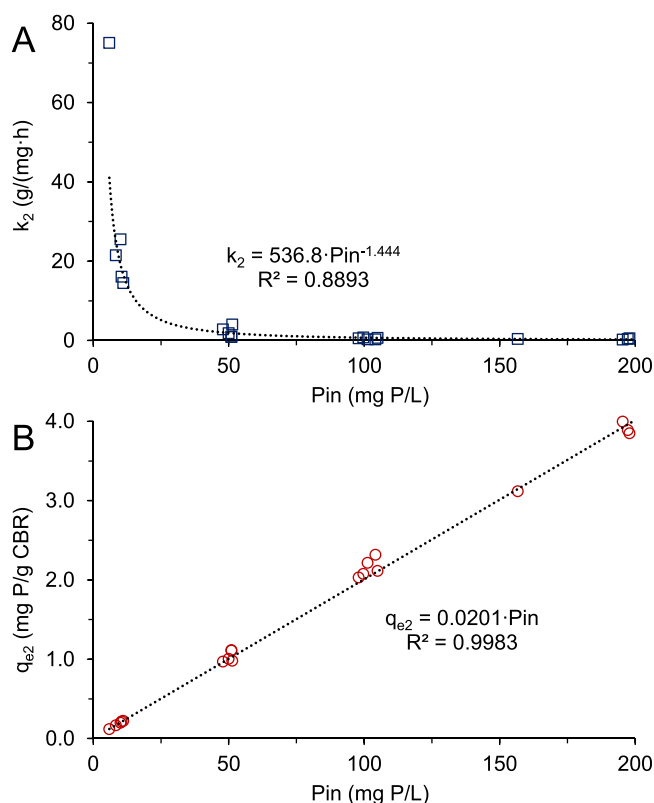 A
80
60
40
20
0
k₂ (g/(mg·h)
k₂ = 536.8·Pin⁻¹·⁴⁴⁴
R² = 0.8893
0 50 100 150 200
Pin (mg P/L)
B
4.0
3.0
2.0
1.0
0.0
qₑ₂ (mg P/g CBR)
qₑ₂ = 0.0201·Pin
R² = 0.9983
0 50 100 150 200
Pin (mg P/L)